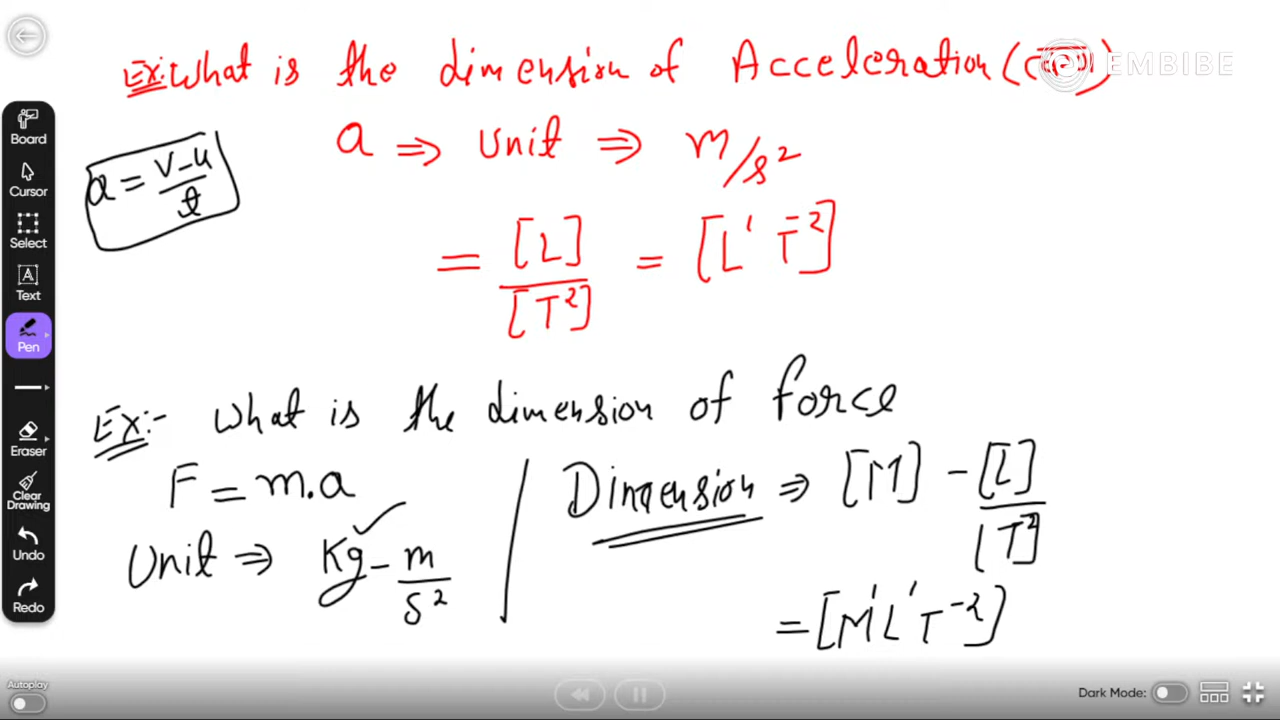 Ex:What is the dimension of Acceleration (
EMBIBE
a ⇒ Unit ⇒ m/s²
a = v-u/t
= [L]/[T²] = [L¹ T⁻²]
Ex:- What is the dimension of force
F = m.a
Unit ⇒ Kg - m/s²
Dimension ⇒ [M] - [L]/[T²]
= [M¹L¹T⁻²]
Board
Cursor
Select
Text
Pen
Eraser
Clear
Drawing
Undo
Redo
Autoplay
Dark Mode: